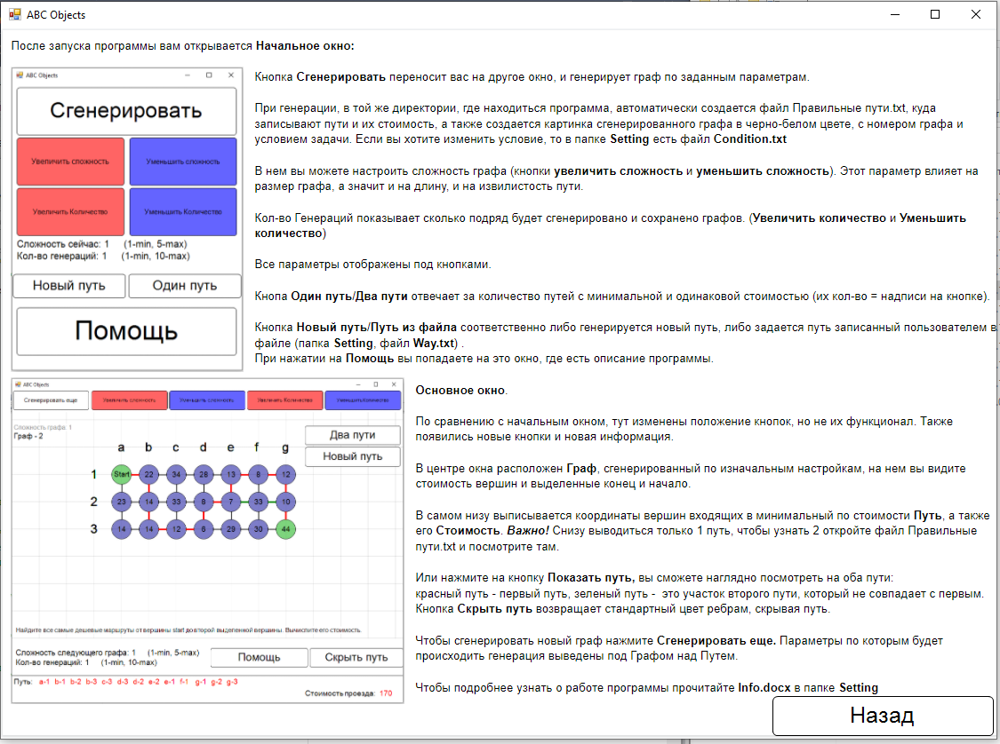 ABC Objects
После запуска программы вам открывается Начальное окно:
ABC Objects
Сгенерировать
Увеличить сложность
Уменьшить сложность
Увеличить Количество
Уменьшить Количество
Сложность сейчас: 1 (1-min, 5-max)
Кол-во генераций: 1 (1-min, 10-max)
Новый путь
Один путь
Помощь
Кнопка Сгенерировать переносит вас на другое окно, и генерирует граф по заданным параметрам.
При генерации, в той же директории, где находиться программа, автоматически создается файл Правильные пути.txt, куда
записывают пути и их стоимость, а также создается картинка сгенерированного графа в черно-белом цвете, с номером графа и
условием задачи. Если вы хотите изменить условие, то в папке Setting есть файл Condition.txt
В нем вы можете настроить сложность графа (кнопки увеличить сложность и уменьшить сложность). Этот параметр влияет на
размер графа, а значит и на длину, и на извилистость пути.
Кол-во Генераций показывает сколько подряд будет сгенерировано и сохранено графов. (Увеличить количество и Уменьшить
количество)
Все параметры отображены под кнопками.
Кнопа Один путь/Два пути отвечает за количество путей с минимальной и одинаковой стоимостью (их кол-во = надписи на кнопке).
Кнопка Новый путь/Путь из файла соответственно либо генерируется новый путь, либо задается путь записанный пользователем в
файле (папка Setting, файл Way.txt) .
При нажатии на Помощь вы попадаете на это окно, где есть описание программы.
ABC Objects
Сгенерировать еще
Увеличить сложность
Уменьшить сложность
Увеличить Количество
Уменьшить Количество
Сложность графа: 1
Граф - 2
Два пути
Новый путь
a b c d e f g
1 Start 22 34 28 13 8 12
2 23 14 33 8 7 33 10
3 14 14 12 6 29 30 44
Найдите все самые дешевые маршруты от вершины start до второй выделенной вершины. Вычислите его стоимость.
Сложность следующего графа: 1 (1-min, 5-max)
Кол-во генераций: 1 (1-min, 10-max)
Помощь
Скрыть путь
Путь: a-1 b-1 b-2 b-3 c-3 d-3 d-2 e-2 e-1 f-1 g-1 g-2 g-3
Стоимость проезда: 170
Основное окно.
По сравнению с начальным окном, тут изменены положение кнопок, но не их функционал. Также
появились новые кнопки и новая информация.
В центре окна расположен Граф, сгенерированный по изначальным настройкам, на нем вы видите
стоимость вершин и выделенные конец и начало.
В самом низу выписывается координаты вершин входящих в минимальный по стоимости Путь, а также
его Стоимость. Важно! Снизу выводиться только 1 путь, чтобы узнать 2 откройте файл Правильные
пути.txt и посмотрите там.
Или нажмите на кнопку Показать путь, вы сможете наглядно посмотреть на оба пути:
красный путь - первый путь, зеленый путь - это участок второго пути, который не совпадает с первым.
Кнопка Скрыть путь возвращает стандартный цвет ребрам, скрывая путь.
Чтобы сгенерировать новый граф нажмите Сгенерировать еще. Параметры по которым будет
происходить генерация выведены под Графом над Путем.
Чтобы подробнее узнать о работе программы прочитайте Info.docx в папке Setting
Назад